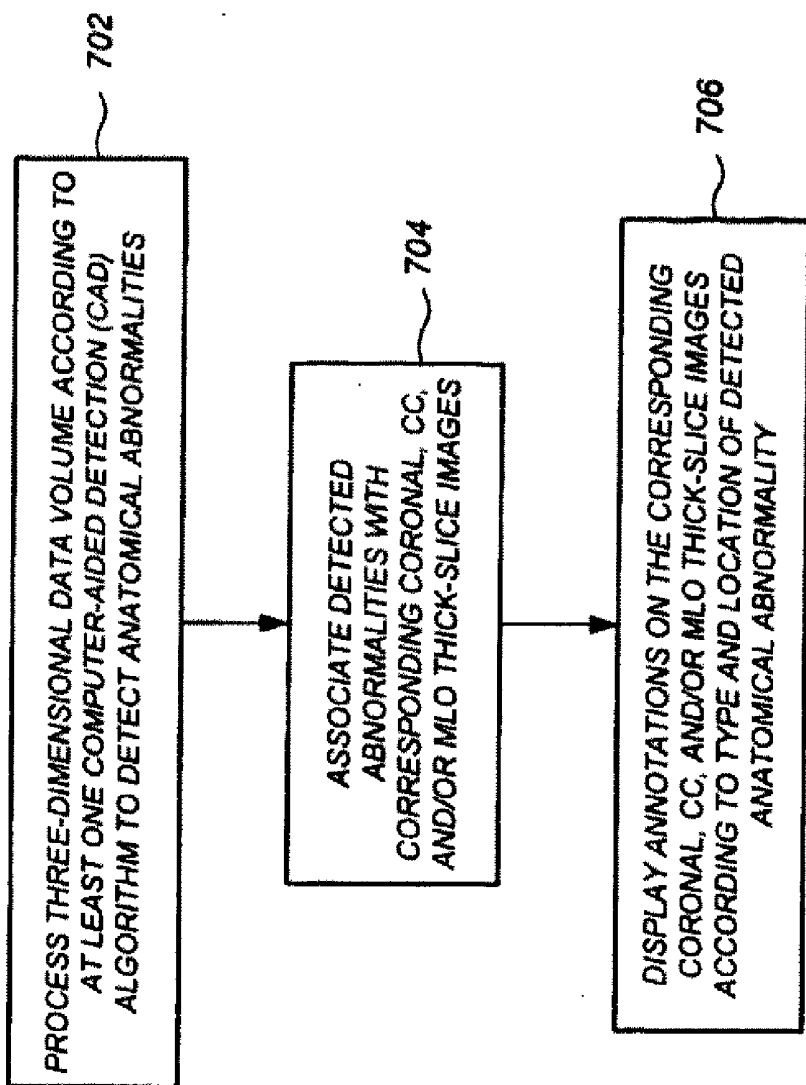 702
PROCESS THREE-DIMENSIONAL DATA VOLUME ACCORDING TO
AT LEAST ONE COMPUTER-AIDED DETECTION (CAD)
ALGORITHM TO DETECT ANATOMICAL ABNORMALITIES
704
ASSOCIATE DETECTED
ABNORMALITIES WITH
CORRESPONDING CORONAL, CC,
AND/OR MLO THICK-SLICE IMAGES
706
DISPLAY ANNOTATIONS ON THE CORRESPONDING
CORONAL, CC, AND/OR MLO THICK-SLICE IMAGES
ACCORDING TO TYPE AND LOCATION OF DETECTED
ANATOMICAL ABNORMALITY